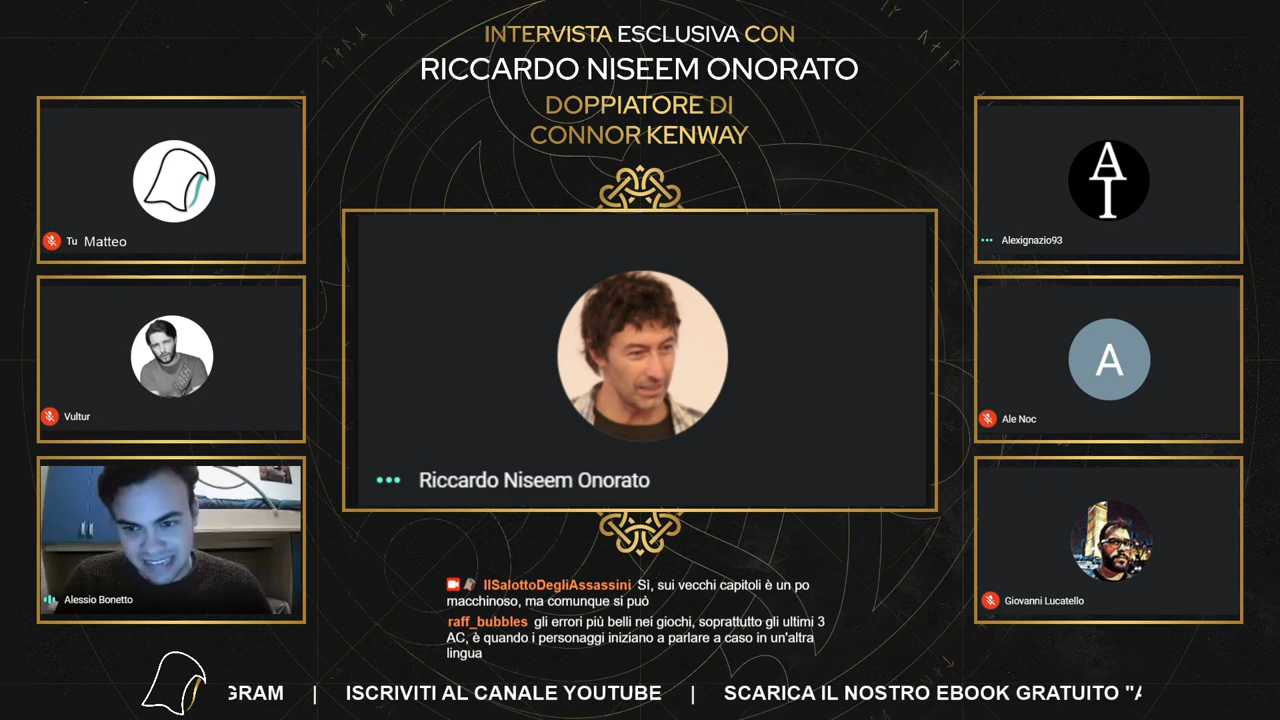 INTERVISTA ESCLUSIVA CON
RICCARDO NISEEM ONORATO
DOPPIATORE DI
CONNOR KENWAY
Tu Matteo
Vultur
Alessio Bonetto
Riccardo Niseem Onorato
AI
Alexignazio93
A
Ale Noc
Giovanni Lucatello
IlSalottoDegliAssassini Sì, sui vecchi capitoli è un po
macchinoso, ma comunque si può
raff_bubbles gli errori più belli nei giochi, soprattutto gli ultimi 3
AC, è quando i personaggi iniziano a parlare a caso in un'altra
lingua
GRAM | ISCRIVITI AL CANALE YOUTUBE | SCARICA IL NOSTRO EBOOK GRATUITO "A